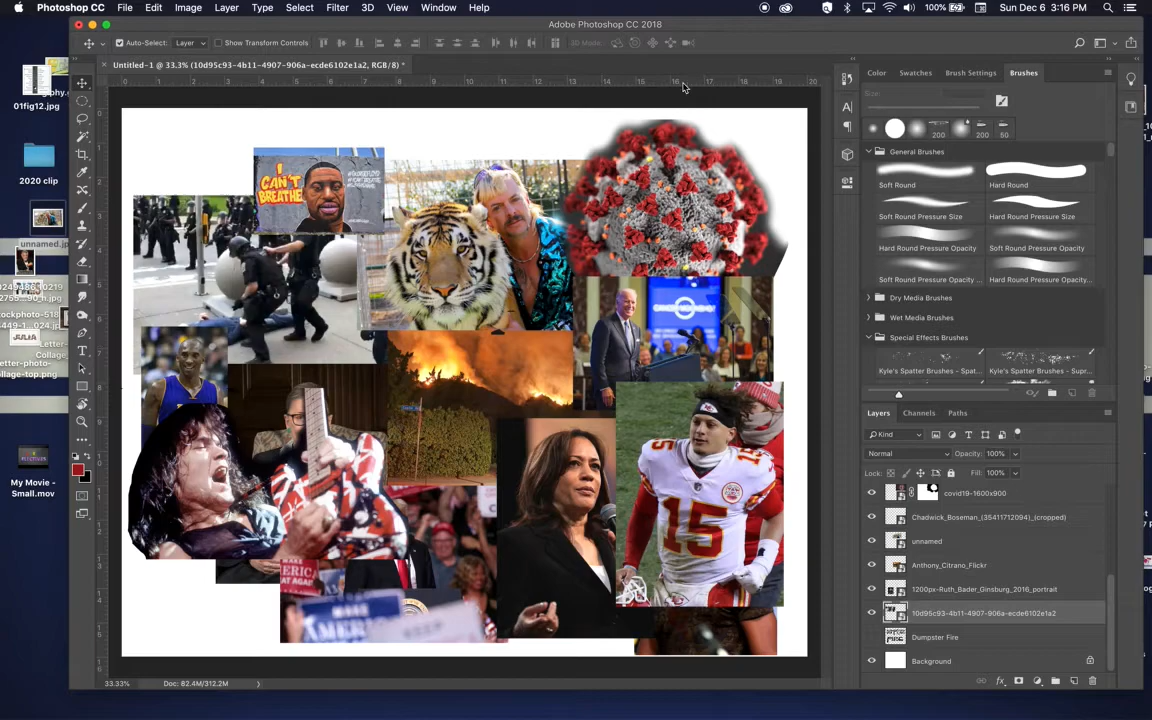 Photoshop CC File Edit Image Layer Type Select Filter 3D View Window Help 100% Sun Dec 6 3:16 PM
Adobe Photoshop CC 2018
Auto-Select: Layer Show Transform Controls 3D Mode:
Untitled-1 @ 33.3% (10d95c93-4b11-4907-906a-ecde6102e1a2, RGB/8) *
Color Swatches Brush Settings Brushes
Size:
200 200 50
General Brushes
Soft Round Hard Round
Soft Round Pressure Size Hard Round Pressure Size
Hard Round Pressure Opacity Soft Round Pressure Opacity
Soft Round Pressure Opacity ... Hard Round Pressure Opacity ...
Dry Media Brushes
Wet Media Brushes
Special Effects Brushes
Kyle's Spatter Brushes - Spat... Kyle's Spatter Brushes - Supr...
Layers Channels Paths
Kind
Normal Opacity: 100%
Lock: Fill: 100%
covid19-1600x900
Chadwick_Boseman_(35411712094)_(cropped)
unnamed
Anthony_Citrano_Flickr
1200px-Ruth_Bader_Ginsburg_2016_portrait
10d95c93-4b11-4907-906a-ecde6102e1a2
Dumpster Fire
Background
33.33% Doc: 82.4M/312.2M
01fig12.jpg
2020 clip
unnamed.jp
My Movie - Small.mov
I CAN'T BREATHE
15
15